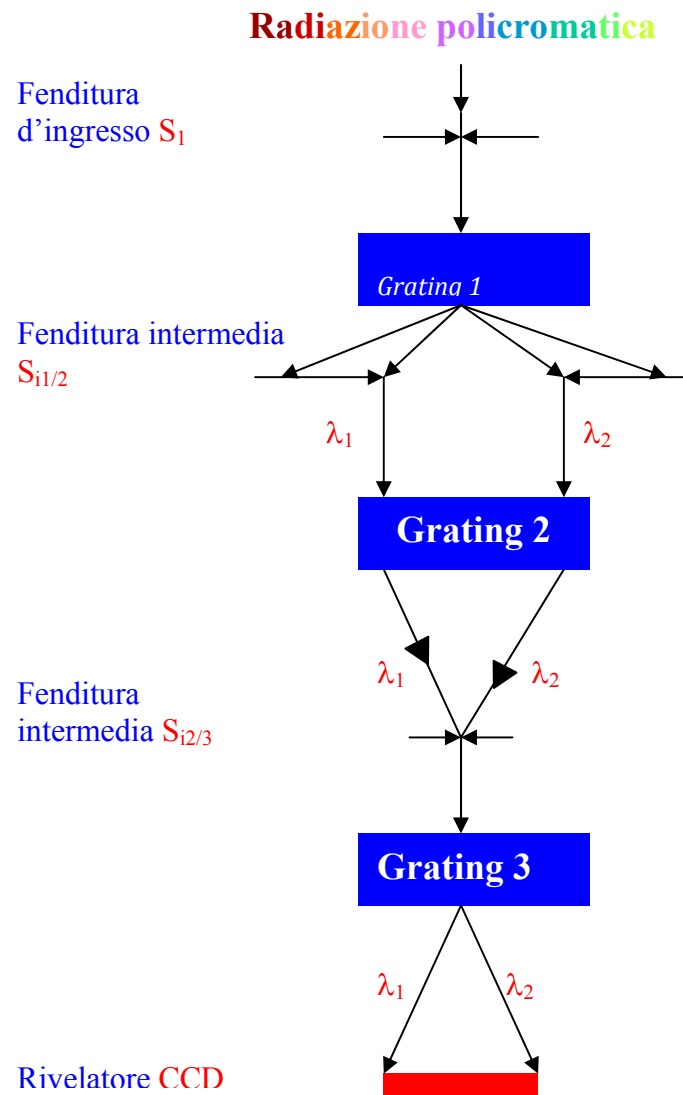 Radiazione policromatica
Fenditura
d’ingresso S₁
Grating 1
Fenditura intermedia
Sᵢ₁/₂
λ₁
λ₂
Grating 2
λ₁
λ₂
Fenditura
intermedia Sᵢ₂/₃
Grating 3
λ₁
λ₂
Rivelatore CCD